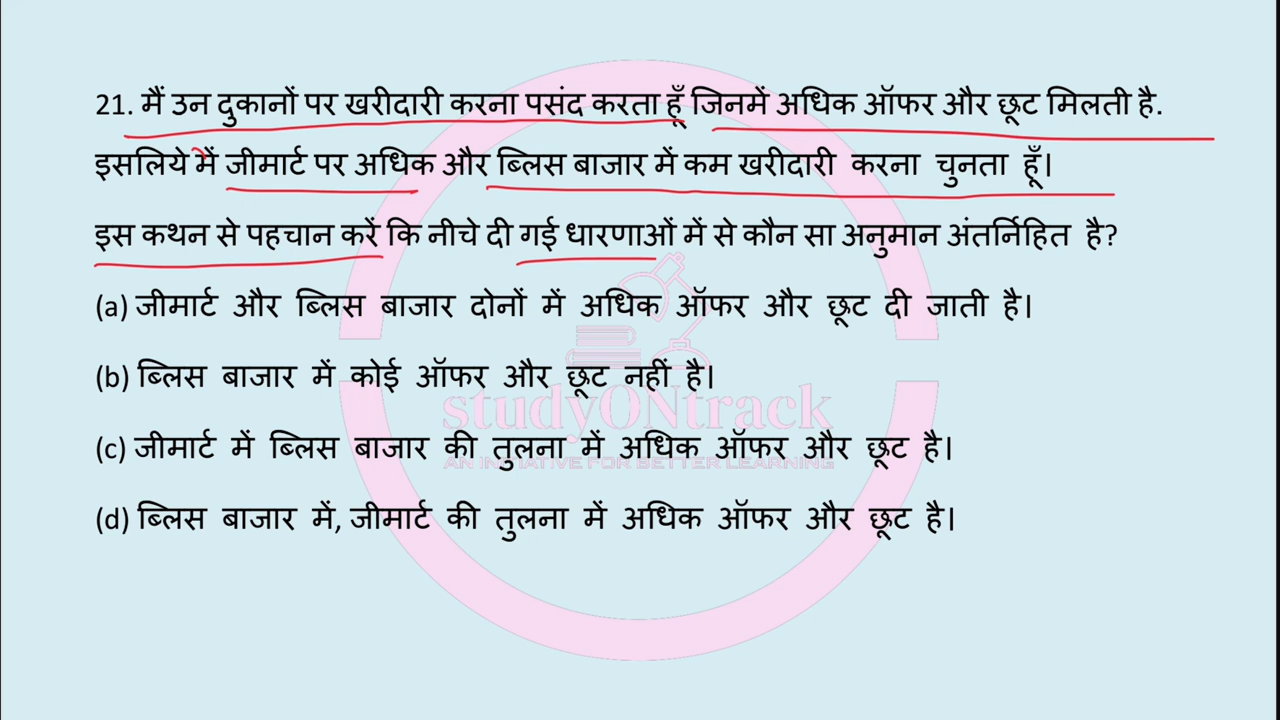 21. मैं उन दुकानों पर खरीदारी करना पसंद करता हूँ जिनमें अधिक ऑफर और छूट मिलती है.
इसलिये में जीमार्ट पर अधिक और ब्लिस बाजार में कम खरीदारी करना चुनता हूँ।
इस कथन से पहचान करें कि नीचे दी गई धारणाओं में से कौन सा अनुमान अंतर्निहित है?
(a) जीमार्ट और ब्लिस बाजार दोनों में अधिक ऑफर और छूट दी जाती है।
(b) ब्लिस बाजार में कोई ऑफर और छूट नहीं है।
studyONtrack
(c) जीमार्ट में ब्लिस बाजार की तुलना में अधिक ऑफर और छूट है।
AN INITIATIVE FOR BETTER LEARNING
(d) ब्लिस बाजार में, जीमार्ट की तुलना में अधिक ऑफर और छूट है।